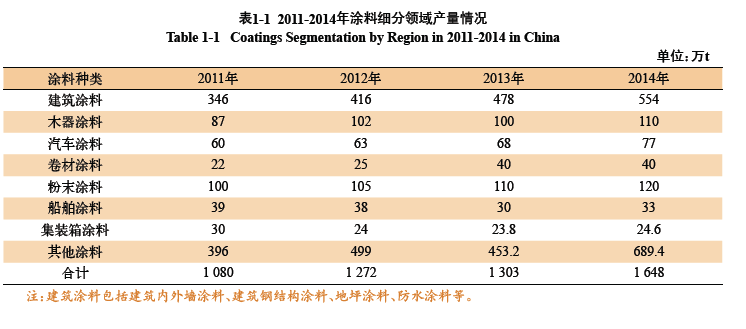 表1-1 2011-2014年涂料细分领域产量情况
Table 1-1 Coatings Segmentation by Region in 2011-2014 in China
单位：万t
涂料种类 2011年 2012年 2013年 2014年
建筑涂料 346 416 478 554
木器涂料 87 102 100 110
汽车涂料 60 63 68 77
卷材涂料 22 25 40 40
粉末涂料 100 105 110 120
船舶涂料 39 38 30 33
集装箱涂料 30 24 23.8 24.6
其他涂料 396 499 453.2 689.4
合计 1 080 1 272 1 303 1 648
注：建筑涂料包括建筑内外墙涂料、建筑钢结构涂料、地坪涂料、防水涂料等。